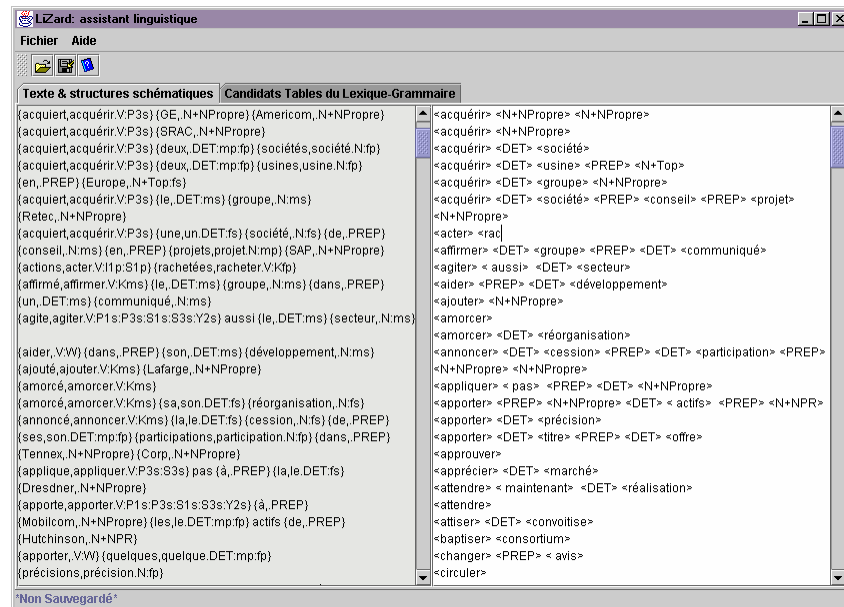 LiZard: assistant linguistique
Fichier Aide
Texte & structures schématiques
Candidats Tables du Lexique-Grammaire
{acquiert,acquérir.V:P3s} {GE,.N+NPropre} {Americom,.N+NPropre}
{acquiert,acquérir.V:P3s} {SRAC,.N+NPropre}
{acquiert,acquérir.V:P3s} {deux,.DET:mp:fp} {sociétés,société.N:fp}
{acquiert,acquérir.V:P3s} {deux,.DET:mp:fp} {usines,usine.N:fp}
{en,.PREP} {Europe,.N+Top:fs}
{acquiert,acquérir.V:P3s} {le,.DET:ms} {groupe,.N:ms}
{Retec,.N+NPropre}
{acquiert,acquérir.V:P3s} {une,un.DET:fs} {société,.N:fs} {de,.PREP}
{conseil,.N:ms} {en,.PREP} {projets,projet.N:mp} {SAP,.N+NPropre}
{actions,acter.V:I1p:S1p} {rachetées,racheter.V:Kfp}
{affirmé,affirmer.V:Kms} {le,.DET:ms} {groupe,.N:ms} {dans,.PREP}
{un,.DET:ms} {communiqué,.N:ms}
{agite,agiter.V:P1s:P3s:S1s:S3s:Y2s} aussi {le,.DET:ms} {secteur,.N:ms}
{aider,.V:W} {dans,.PREP} {son,.DET:ms} {développement,.N:ms}
{ajouté,ajouter.V:Kms} {Lafarge,.N+NPropre}
{amorcé,amorcer.V:Kms}
{amorcé,amorcer.V:Kms} {sa,son.DET:fs} {réorganisation,.N:fs}
{annoncé,annoncer.V:Kms} {la,le.DET:fs} {cession,.N:fs} {de,.PREP}
{ses,son.DET:mp:fp} {participations,participation.N:fp} {dans,.PREP}
{Tennex,.N+NPropre} {Corp,.N+NPropre}
{applique,appliquer.V:P3s:S3s} pas {à,.PREP} {la,le.DET:fs}
{Dresdner,.N+NPropre}
{apporte,apporter.V:P1s:P3s:S1s:S3s:Y2s} {à,.PREP}
{Mobilcom,.N+NPropre} {les,le.DET:mp:fp} actifs {de,.PREP}
{Hutchinson,.N+NPR}
{apporter,.V:W} {quelques,quelque.DET:mp:fp}
{précisions,précision.N:fp}
<acquérir> <N+NPropre> <N+NPropre>
<acquérir> <N+NPropre>
<acquérir> <DET> <société>
<acquérir> <DET> <usine> <PREP> <N+Top>
<acquérir> <DET> <groupe> <N+NPropre>
<acquérir> <DET> <société> <PREP> <conseil> <PREP> <projet>
<N+NPropre>
<acter> <rac
<affirmer> <DET> <groupe> <PREP> <DET> <communiqué>
<agiter> < aussi> <DET> <secteur>
<aider> <PREP> <DET> <développement>
<ajouter> <N+NPropre>
<amorcer>
<amorcer> <DET> <réorganisation>
<annoncer> <DET> <cession> <PREP> <DET> <participation> <PREP>
<N+NPropre> <N+NPropre>
<appliquer> < pas> <PREP> <DET> <N+NPropre>
<apporter> <PREP> <N+NPropre> <DET> < actifs> <PREP> <N+NPR>
<apporter> <DET> <précision>
<apporter> <DET> <titre> <PREP> <DET> <offre>
<approuver>
<apprécier> <DET> <marché>
<attendre> < maintenant> <DET> <réalisation>
<attendre>
<attiser> <DET> <convoitise>
<baptiser> <consortium>
<changer> <PREP> < avis>
<circuler>
*Non Sauvegardé*